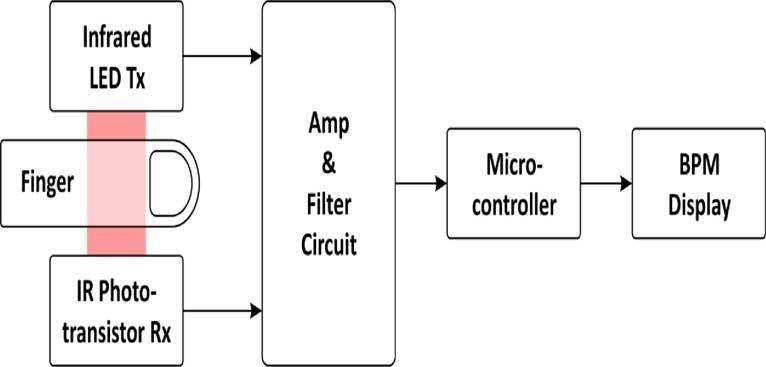 Infrared
LED Tx
Finger
IR Photo-
transistor Rx
Amp
&
Filter
Circuit
Micro-
controller
BPM
Display